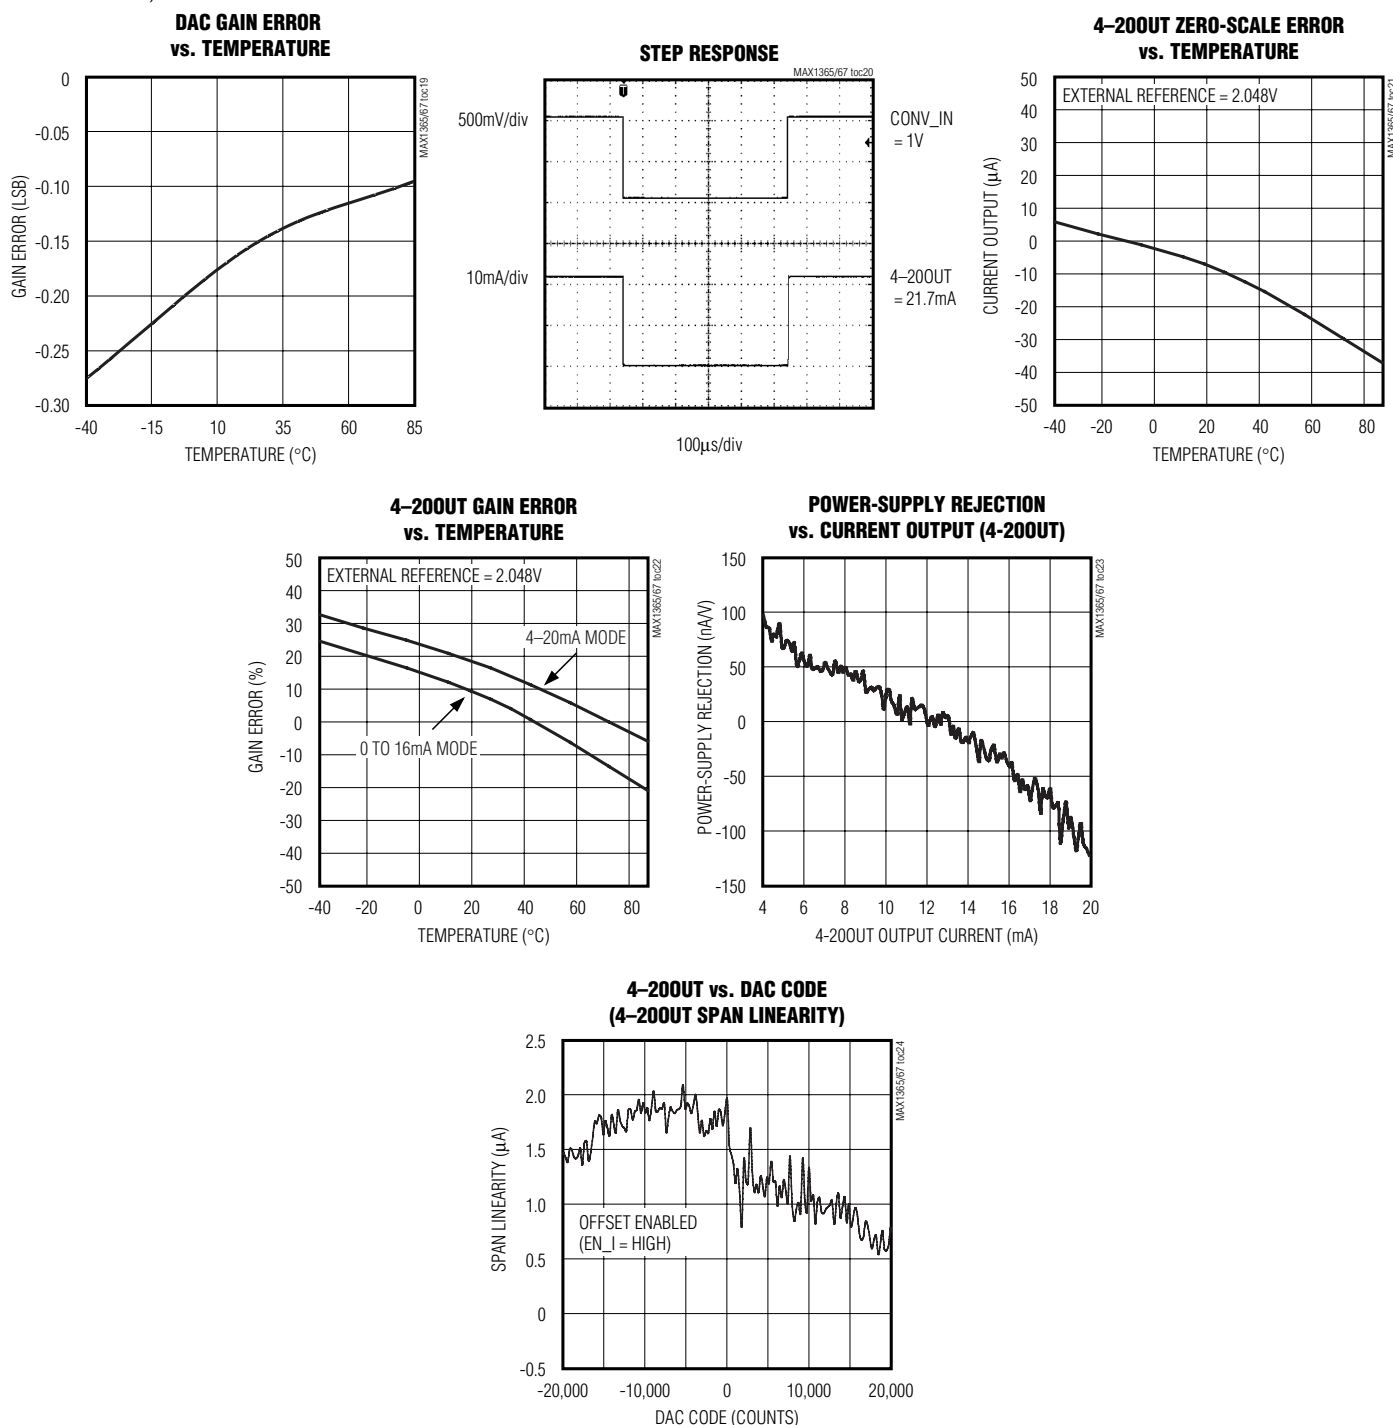 DAC GAIN ERROR
vs. TEMPERATURE
MAX1365/67 toc19
0
-0.05
-0.10
-0.15
-0.20
-0.25
-0.30
GAIN ERROR (LSB)
-40 -15 10 35 60 85
TEMPERATURE (°C)
STEP RESPONSE
MAX1365/67 toc20
500mV/div
CONV_IN
= 1V
10mA/div
4–20OUT
= 21.7mA
100μs/div
4–20OUT ZERO-SCALE ERROR
vs. TEMPERATURE
MAX1365/67 toc21
EXTERNAL REFERENCE = 2.048V
50
40
30
20
10
0
-10
-20
-30
-40
-50
CURRENT OUTPUT (μA)
-40 -20 0 20 40 60 80
TEMPERATURE (°C)
4–20OUT GAIN ERROR
vs. TEMPERATURE
MAX1365/67 toc22
EXTERNAL REFERENCE = 2.048V
4–20mA MODE
0 TO 16mA MODE
50
40
30
20
10
0
-10
-20
-30
-40
-50
GAIN ERROR (%)
-40 -20 0 20 40 60 80
TEMPERATURE (°C)
POWER-SUPPLY REJECTION
vs. CURRENT OUTPUT (4-20OUT)
MAX1365/67 toc23
150
100
50
0
-50
-100
-150
POWER-SUPPLY REJECTION (nA/V)
4 6 8 10 12 14 16 18 20
4-20OUT OUTPUT CURRENT (mA)
4–20OUT vs. DAC CODE
(4–20OUT SPAN LINEARITY)
MAX1365/67 toc24
2.5
2.0
1.5
1.0
0.5
0
-0.5
SPAN LINEARITY (μA)
OFFSET ENABLED
(EN_I = HIGH)
-20,000 -10,000 0 10,000 20,000
DAC CODE (COUNTS)